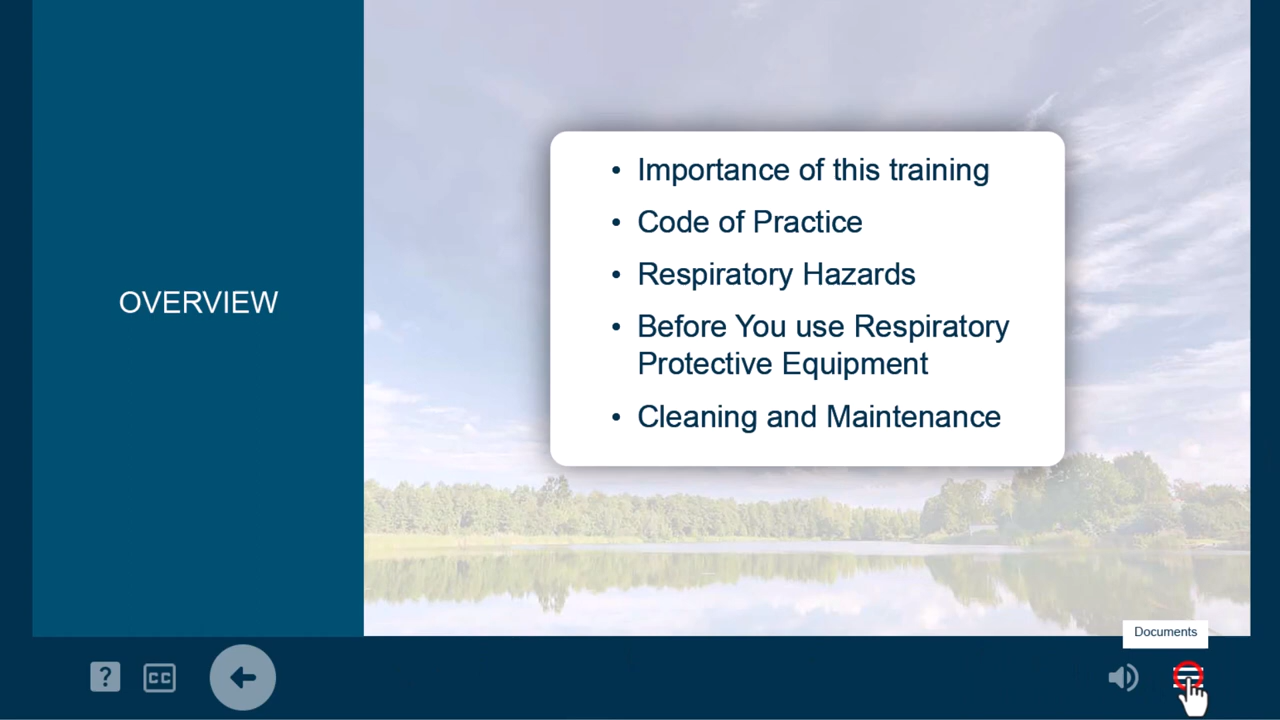 OVERVIEW
• Importance of this training
• Code of Practice
• Respiratory Hazards
• Before You use Respiratory
Protective Equipment
• Cleaning and Maintenance
Documents
? CC